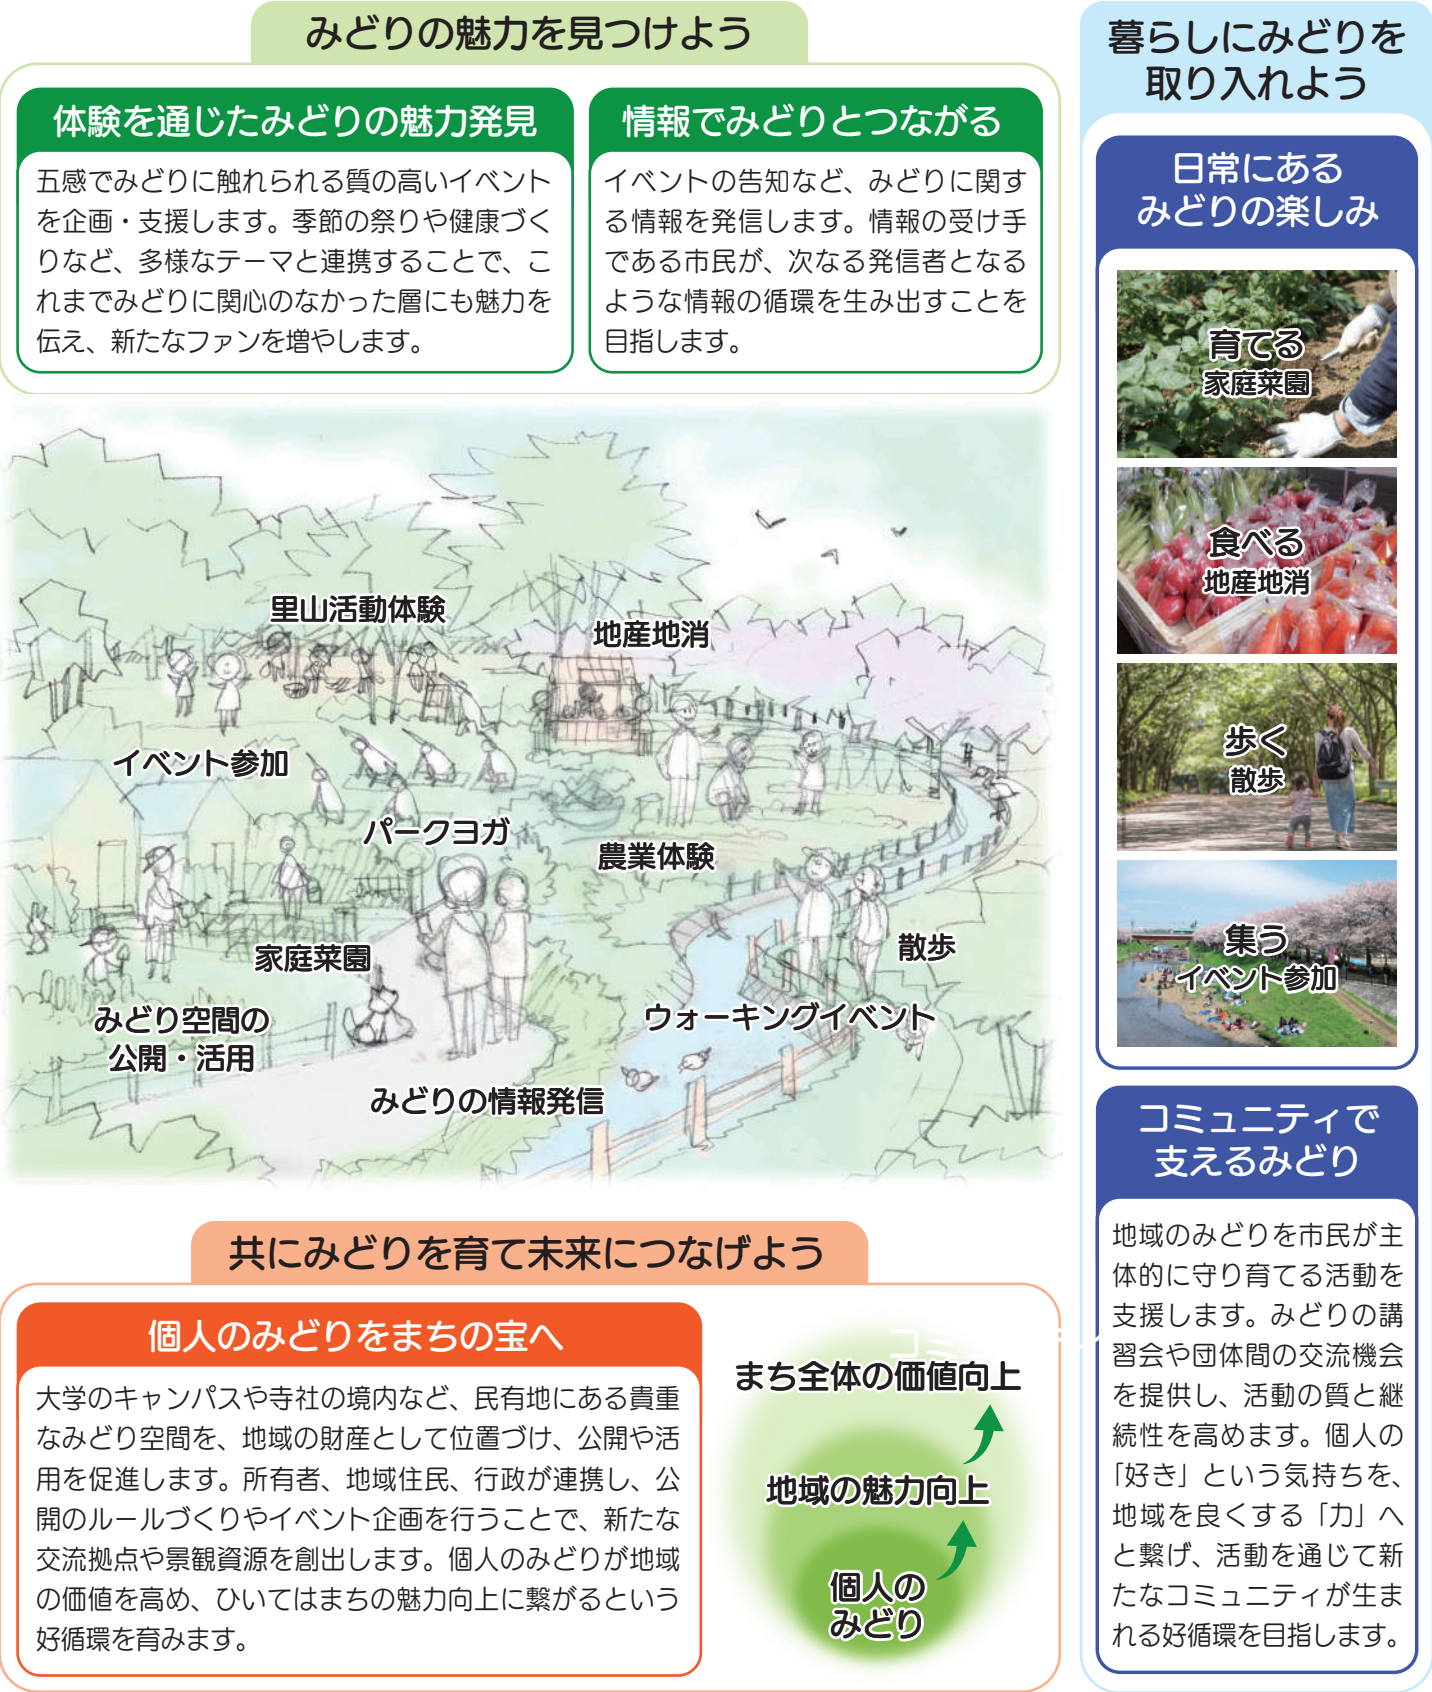 みどりの魅力を見つけよう
体験を通じたみどりの魅力発見
五感でみどりに触れられる質の高いイベント
を企画・支援します。季節の祭りや健康づく
りなど、多様なテーマと連携することで、こ
れまでみどりに関心のなかった層にも魅力を
伝え、新たなファンを増やします。
情報でみどりとつながる
イベントの告知など、みどりに関す
る情報を発信します。情報の受け手
である市民が、次なる発信者となる
ような情報の循環を生み出すことを
目指します。
里山活動体験
地産地消
イベント参加
パークヨガ
農業体験
家庭菜園
散歩
みどり空間の
公開・活用
ウォーキングイベント
みどりの情報発信
共にみどりを育て未来につなげよう
個人のみどりをまちの宝へ
大学のキャンパスや寺社の境内など、民有地にある貴重
なみどり空間を、地域の財産として位置づけ、公開や活
用を促進します。所有者、地域住民、行政が連携し、公
開のルールづくりやイベント企画を行うことで、新たな
交流拠点や景観資源を創出します。個人のみどりが地域
の価値を高め、ひいてはまちの魅力向上に繋がるという
好循環を育みます。
まち全体の価値向上
地域の魅力向上
個人の
みどり
暮らしにみどりを
取り入れよう
日常にある
みどりの楽しみ
育てる
家庭菜園
食べる
地産地消
歩く
散歩
集う
イベント参加
コミュニティで
支えるみどり
地域のみどりを市民が主
体的に守り育てる活動を
支援します。みどりの講
習会や団体間の交流機会
を提供し、活動の質と継
続性を高めます。個人の
「好き」という気持ちを、
地域を良くする「力」へ
と繋げ、活動を通じて新
たなコミュニティが生ま
れる好循環を目指します。